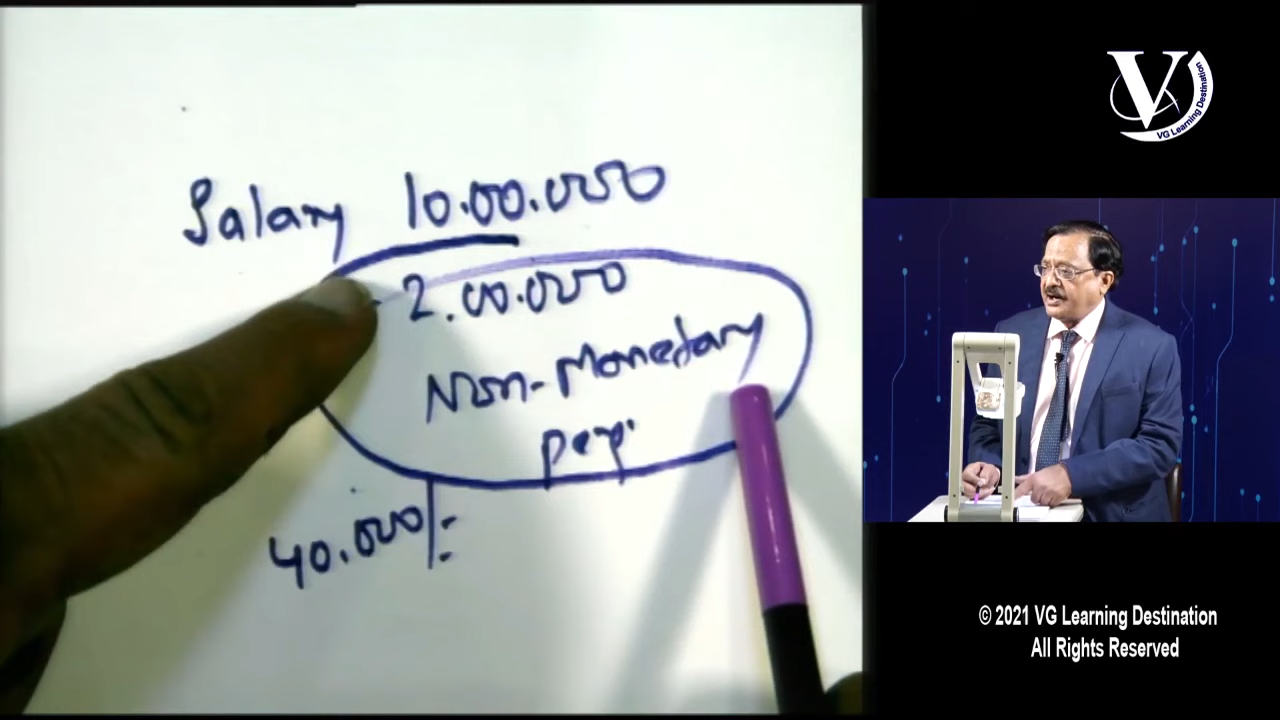 Salary 10.00.000
2.00.000
Non-Monetary
per.
40.000/-
V
VG Learning Destination
© 2021 VG Learning Destination
All Rights Reserved